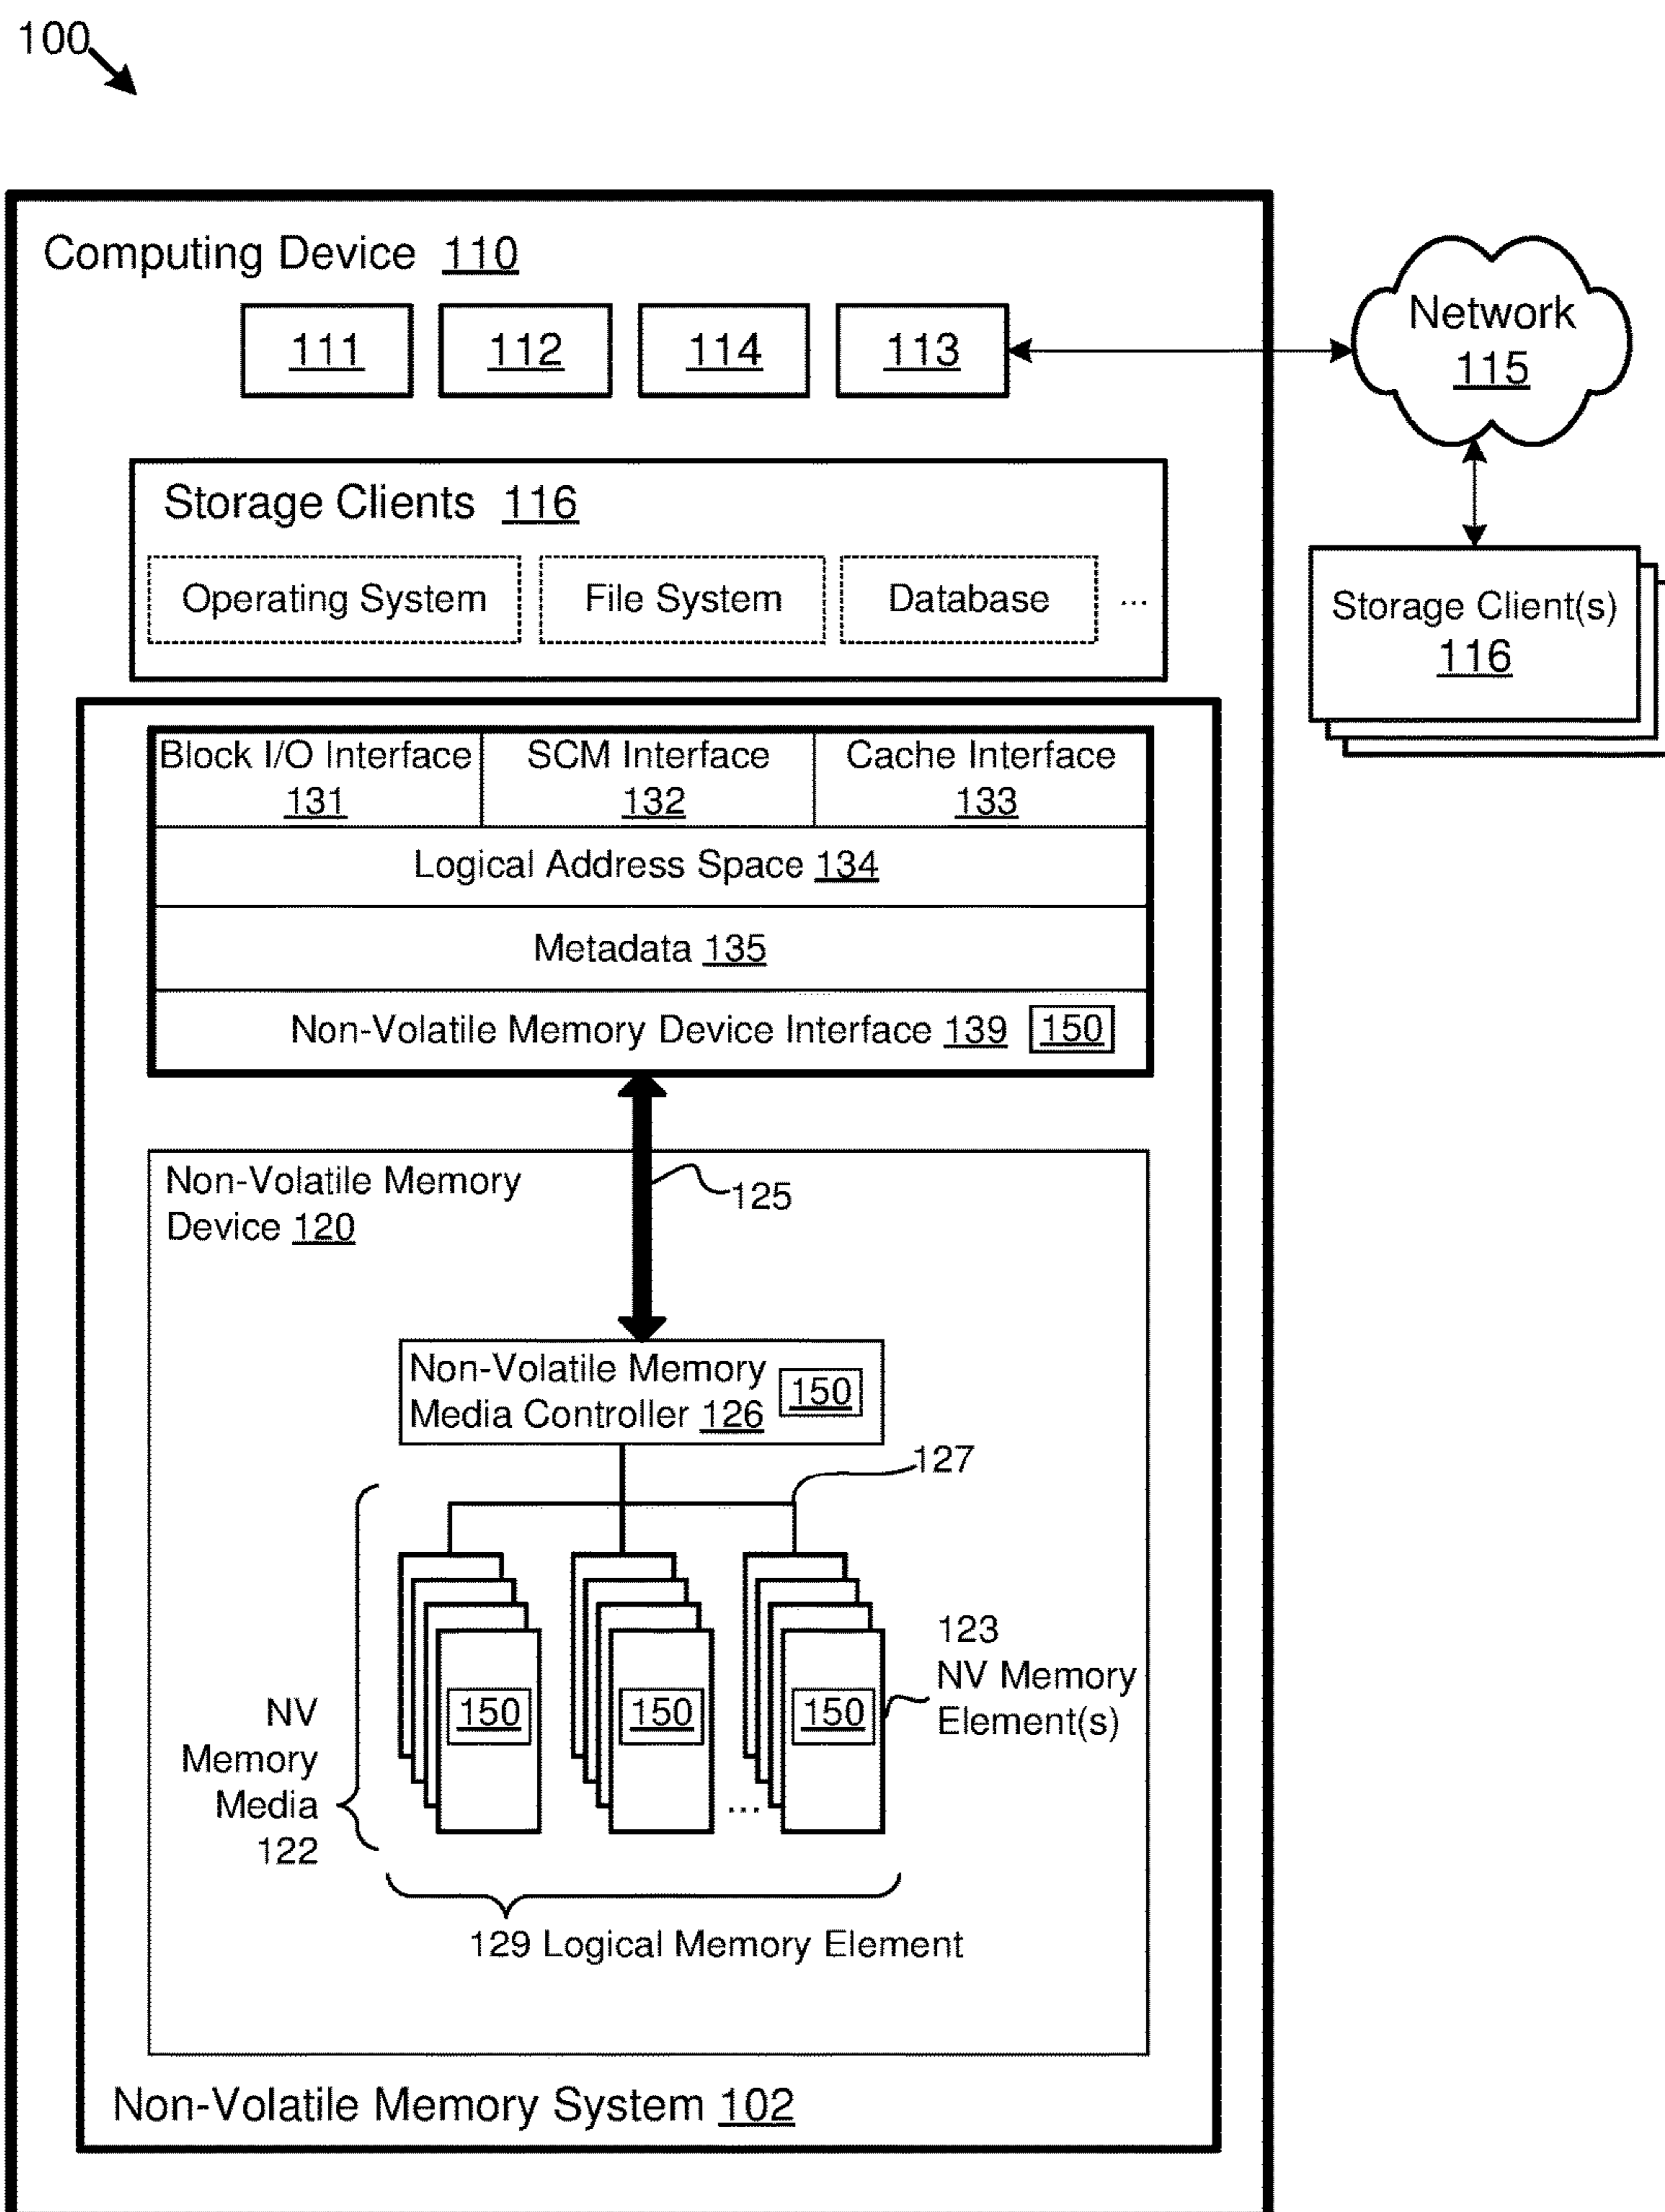 100
Computing Device 110
111
112
114
113
Network
115
Storage Clients 116
Operating System
File System
Database
...
Storage Client(s)
116
Block I/O Interface
131
SCM Interface
132
Cache Interface
133
Logical Address Space 134
Metadata 135
Non-Volatile Memory Device Interface 139
150
Non-Volatile Memory
Device 120
125
Non-Volatile Memory
Media Controller 126
150
127
123
NV Memory
Element(s)
150
150
150
...
NV
Memory
Media
122
129 Logical Memory Element
Non-Volatile Memory System 102